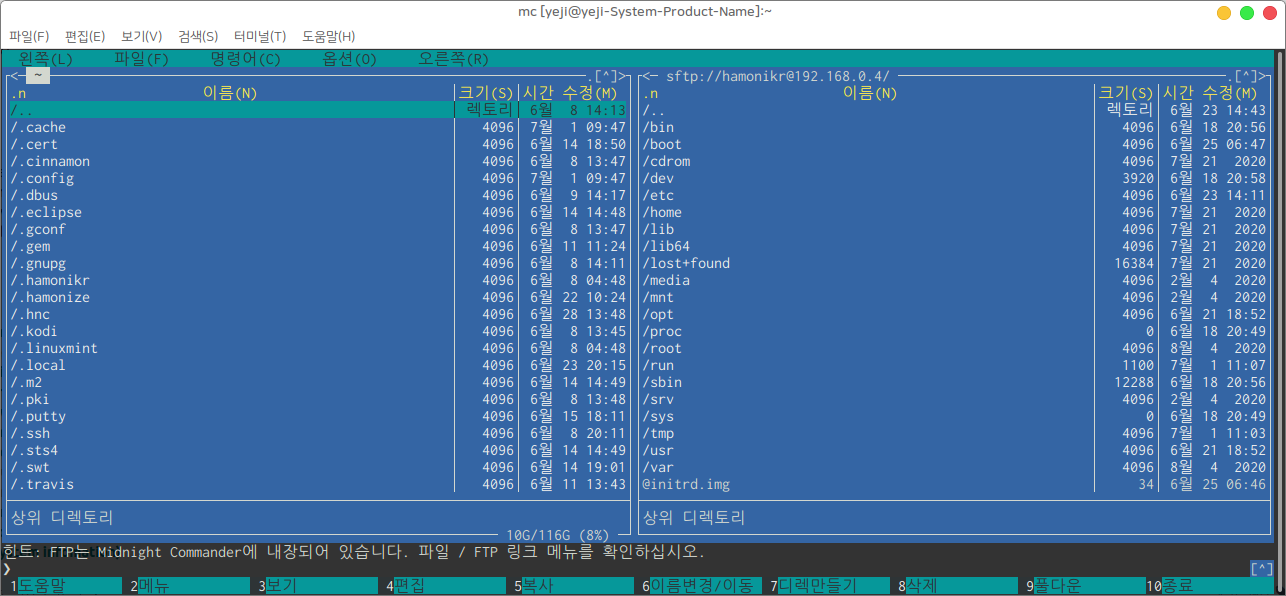 mc [yeji@yeji-System-Product-Name]:~
파일(F) 편집(E) 보기(V) 검색(S) 터미널(T) 도움말(H)
왼쪽(L) 파일(F) 명령어(C) 옵션(O) 오른쪽(R)
<─ ~ .[^]> <─ sftp://hamonikr@192.168.0.4/ .[^]>
.n 이름(N) 크기(S) 시간 수정(M) .n 이름(N) 크기(S) 시간 수정(M)
/.. 렉토리 6월 8 14:13 /.. 렉토리 6월 23 14:43
/.cache 4096 7월 1 09:47 /bin 4096 6월 18 20:56
/.cert 4096 6월 14 18:50 /boot 4096 6월 25 06:47
/.cinnamon 4096 6월 8 13:47 /cdrom 4096 7월 21 2020
/.config 4096 7월 1 09:47 /dev 3920 6월 18 20:58
/.dbus 4096 6월 9 14:17 /etc 4096 6월 23 14:11
/.eclipse 4096 6월 14 14:48 /home 4096 7월 21 2020
/.gconf 4096 6월 8 13:47 /lib 4096 7월 21 2020
/.gem 4096 6월 11 11:24 /lib64 4096 7월 21 2020
/.gnupg 4096 6월 8 14:11 /lost+found 16384 7월 21 2020
/.hamonikr 4096 6월 8 04:48 /media 4096 2월 4 2020
/.hamonize 4096 6월 22 10:24 /mnt 4096 2월 4 2020
/.hnc 4096 6월 28 13:48 /opt 4096 6월 21 18:52
/.kodi 4096 6월 8 13:45 /proc 0 6월 18 20:49
/.linuxmint 4096 6월 8 04:48 /root 4096 8월 4 2020
/.local 4096 6월 23 20:15 /run 1100 7월 1 11:07
/.m2 4096 6월 14 14:49 /sbin 12288 6월 18 20:56
/.pki 4096 6월 8 13:48 /srv 4096 2월 4 2020
/.putty 4096 6월 15 18:11 /sys 0 6월 18 20:49
/.ssh 4096 6월 8 20:11 /tmp 4096 7월 1 11:03
/.sts4 4096 6월 14 14:49 /usr 4096 6월 21 18:52
/.swt 4096 6월 14 19:01 /var 4096 8월 4 2020
/.travis 4096 6월 11 13:43 @initrd.img 34 6월 25 06:46
상위 디렉토리 상위 디렉토리
10G/116G (8%)
힌트: FTP는 Midnight Commander에 내장되어 있습니다. 파일 / FTP 링크 메뉴를 확인하십시오.
❯ [^]
1도움말 2메뉴 3보기 4편집 5복사 6이름변경/이동 7디렉만들기 8삭제 9풀다운 10종료